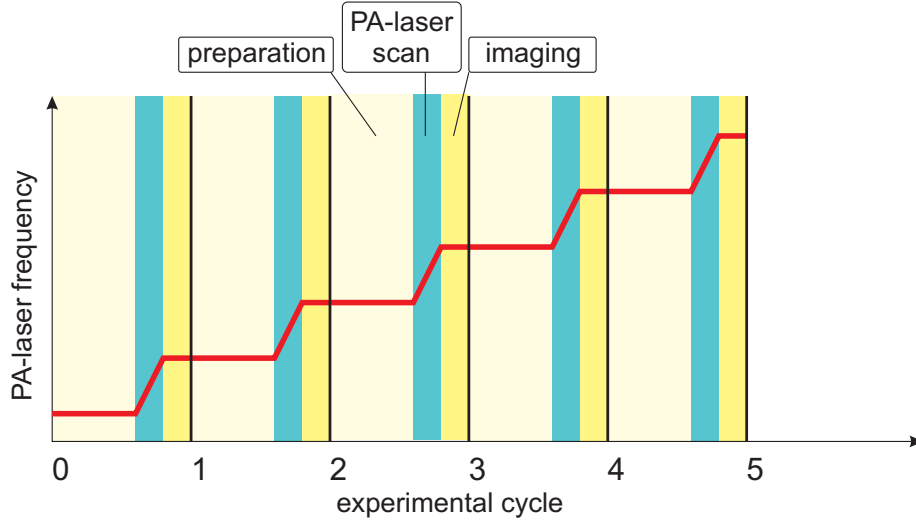 PA-laser
scan
preparation
imaging
PA-laser frequency
0 1 2 3 4 5
experimental cycle